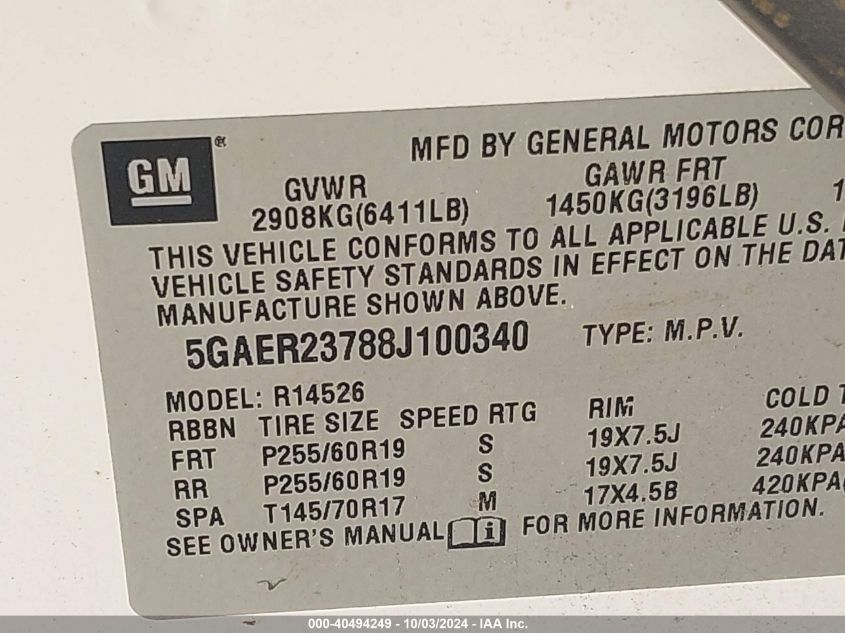 GM ® MFD BY GENERAL MOTORS COR
GVWR GAWR FRT
2908KG(6411LB) 1450KG(3196LB) 1
THIS VEHICLE CONFORMS TO ALL APPLICABLE U.S.
VEHICLE SAFETY STANDARDS IN EFFECT ON THE DAT
MANUFACTURE SHOWN ABOVE.
5GAER23788J100340 TYPE: M.P.V.
MODEL: R14526
RBBN TIRE SIZE SPEED RTG RIM COLD T
FRT P255/60R19 S 19X7.5J 240KPA
RR P255/60R19 S 19X7.5J 240KPA
SPA T145/70R17 M 17X4.5B 420KPA(
SEE OWNER'S MANUAL i FOR MORE INFORMATION.
000-40494249 - 10/03/2024 - IAA Inc.